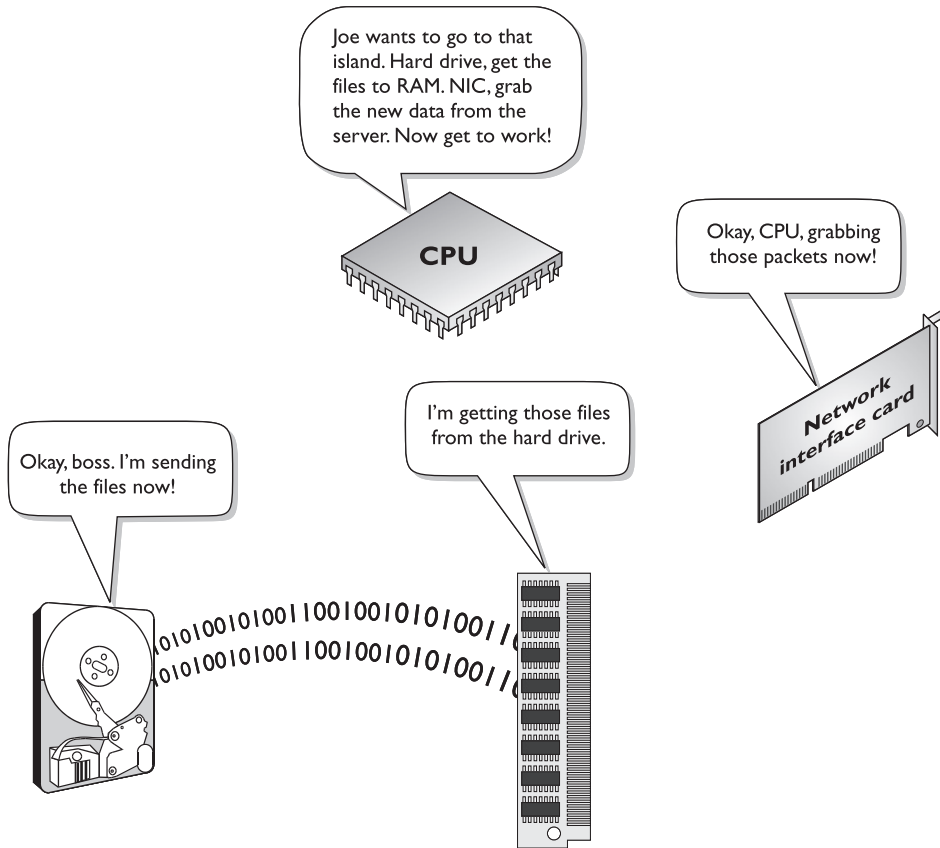 Joe wants to go to that
island. Hard drive, get the
files to RAM. NIC, grab
the new data from the
server. Now get to work!
CPU
Okay, CPU, grabbing
those packets now!
Network
interface card
I'm getting those files
from the hard drive.
Okay, boss. I'm sending
the files now!
10101001010011001001010100110
10101001010011001001010100110